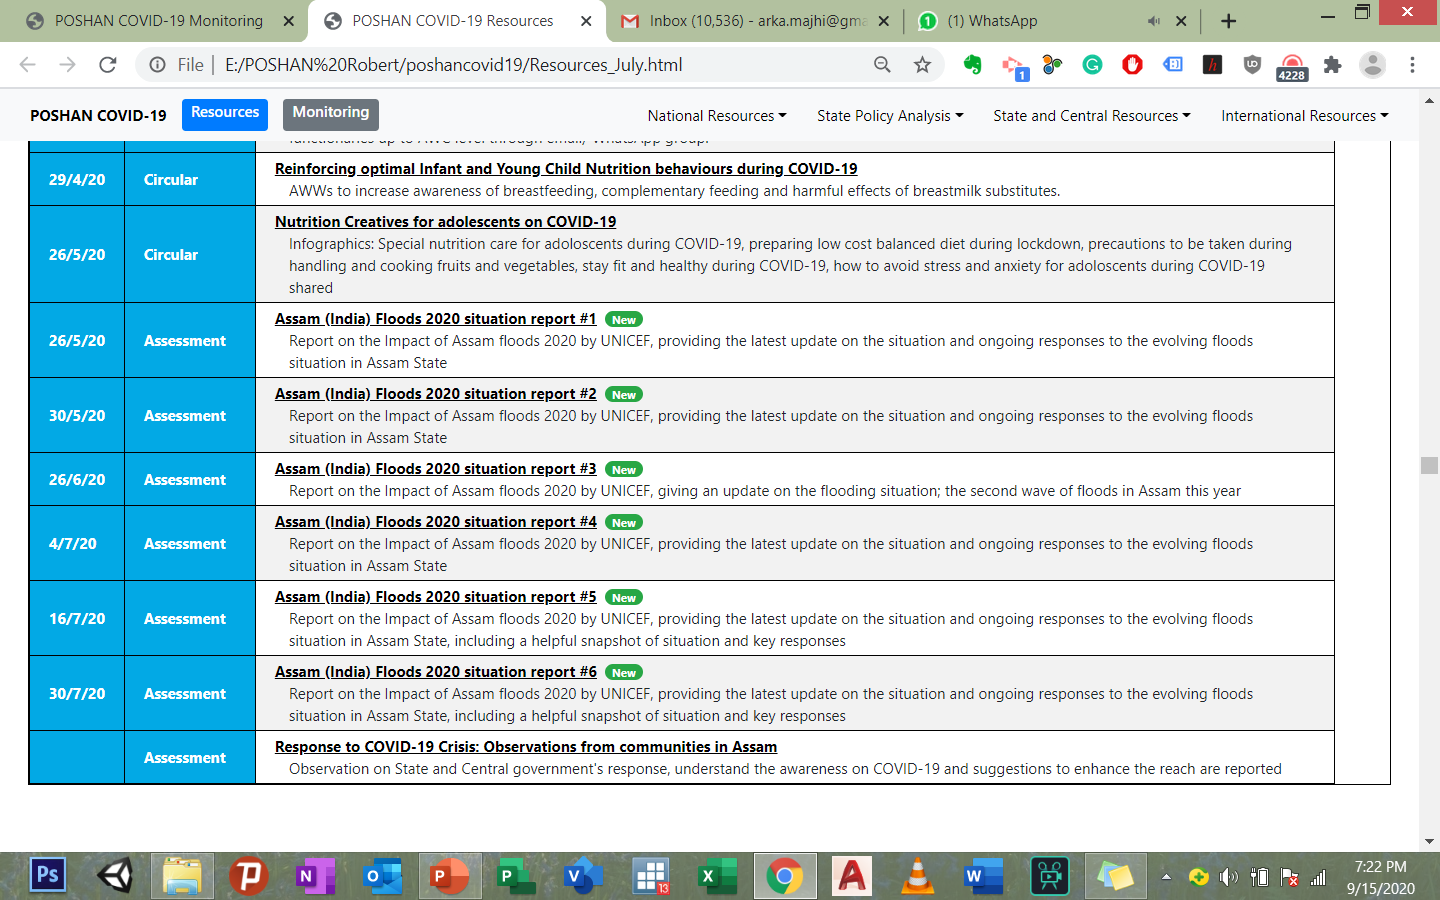 POSHAN COVID-19 Monitoring
POSHAN COVID-19 Resources
Inbox (10,536) - arka.majhi@gma
(1) WhatsApp
File | E:/POSHAN%20Robert/poshancovid19/Resources_July.html
1
4228
POSHAN COVID-19 Resources Monitoring National Resources State Policy Analysis State and Central Resources International Resources
functionaries up to AWC level through email/ WhatsApp group.
29/4/20 Circular Reinforcing optimal Infant and Young Child Nutrition behaviours during COVID-19
AWWs to increase awareness of breastfeeding, complementary feeding and harmful effects of breastmilk substitutes.
Nutrition Creatives for adolescents on COVID-19
26/5/20 Circular Infographics: Special nutrition care for adoloscents during COVID-19, preparing low cost balanced diet during lockdown, precautions to be taken during
handling and cooking fruits and vegetables, stay fit and healthy during COVID-19, how to avoid stress and anxiety for adoloscents during COVID-19
shared
Assam (India) Floods 2020 situation report #1 New
26/5/20 Assessment Report on the Impact of Assam floods 2020 by UNICEF, providing the latest update on the situation and ongoing responses to the evolving floods
situation in Assam State
Assam (India) Floods 2020 situation report #2 New
30/5/20 Assessment Report on the Impact of Assam floods 2020 by UNICEF, providing the latest update on the situation and ongoing responses to the evolving floods
situation in Assam State
Assam (India) Floods 2020 situation report #3 New
26/6/20 Assessment Report on the Impact of Assam floods 2020 by UNICEF, giving an update on the flooding situation; the second wave of floods in Assam this year
Assam (India) Floods 2020 situation report #4 New
4/7/20 Assessment Report on the Impact of Assam floods 2020 by UNICEF, providing the latest update on the situation and ongoing responses to the evolving floods
situation in Assam State
Assam (India) Floods 2020 situation report #5 New
16/7/20 Assessment Report on the Impact of Assam floods 2020 by UNICEF, providing the latest update on the situation and ongoing responses to the evolving floods
situation in Assam State, including a helpful snapshot of situation and key responses
Assam (India) Floods 2020 situation report #6 New
30/7/20 Assessment Report on the Impact of Assam floods 2020 by UNICEF, providing the latest update on the situation and ongoing responses to the evolving floods
situation in Assam State, including a helpful snapshot of situation and key responses
Assessment Response to COVID-19 Crisis: Observations from communities in Assam
Observation on State and Central government's response, understand the awareness on COVID-19 and suggestions to enhance the reach are reported
7:22 PM
9/15/2020